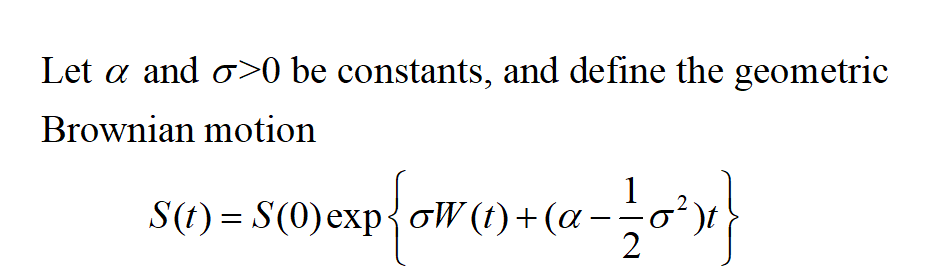 Let α and σ>0 be constants, and define the geometric
Brownian motion
S(t) = S(0) exp{σW(t) + (α − 1/2 σ²)t}